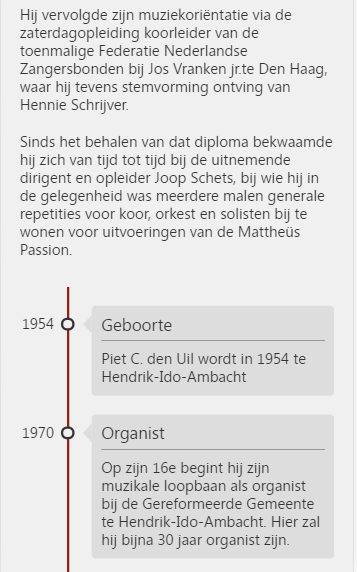 Hij vervolgde zijn muziekoriëntatie via de
zaterdagopleiding koorleider van de
toenmalige Federatie Nederlandse
Zangersbonden bij Jos Vranken jr.te Den Haag,
waar hij tevens stemvorming ontving van
Hennie Schrijver.
Sinds het behalen van dat diploma bekwaamde
hij zich van tijd tot tijd bij de uitnemende
dirigent en opleider Joop Schets, bij wie hij in
de gelegenheid was meerdere malen generale
repetities voor koor, orkest en solisten bij te
wonen voor uitvoeringen van de Mattheüs
Passion.
1954
Geboorte
Piet C. den Uil wordt in 1954 te
Hendrik-Ido-Ambacht
1970
Organist
Op zijn 16e begint hij zijn
muzikale loopbaan als organist
bij de Gereformeerde Gemeente
te Hendrik-Ido-Ambacht. Hier zal
hij bijna 30 jaar organist zijn.